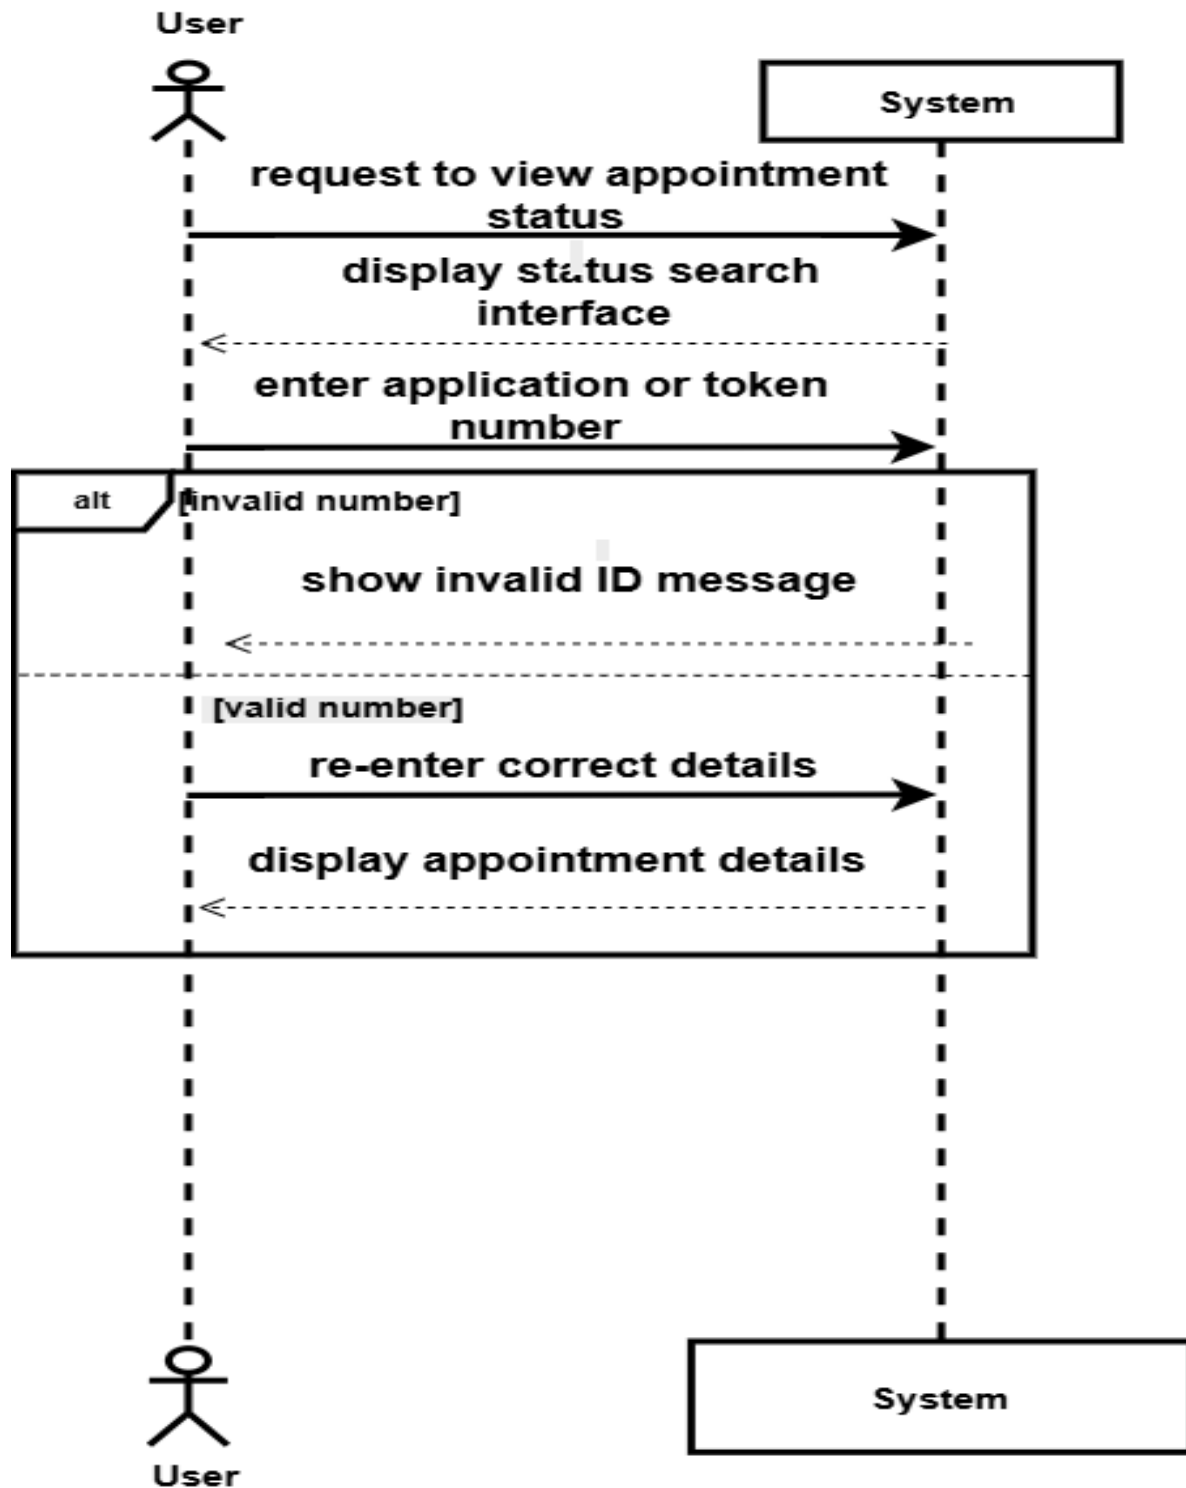 User
System
request to view appointment
status
display status search
interface
enter application or token
number
alt
[invalid number]
show invalid ID message
[valid number]
re-enter correct details
display appointment details
System
User